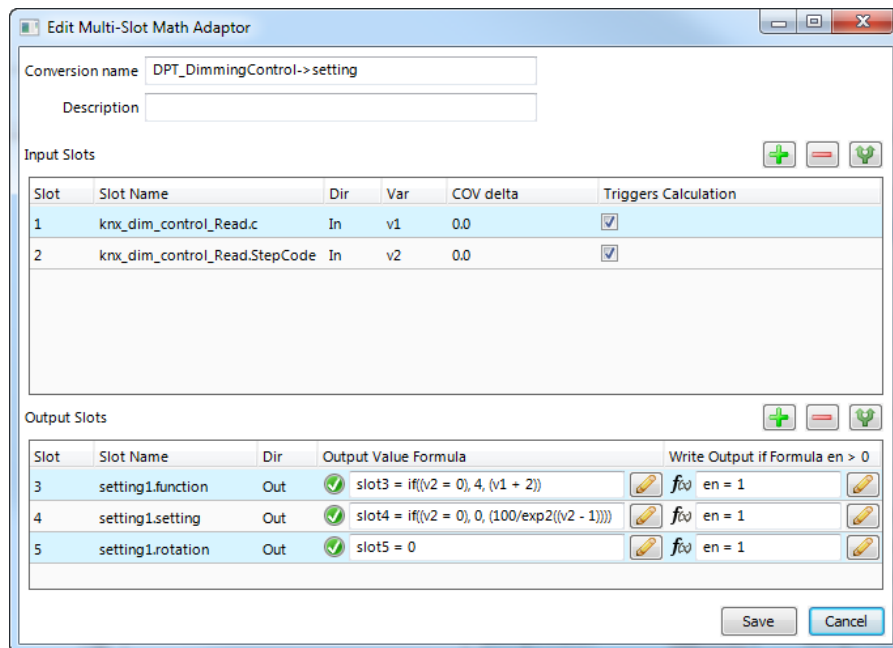 Edit Multi-Slot Math Adaptor
Conversion name DPT_DimmingControl->setting
Description
Input Slots
Slot Slot Name Dir Var COV delta Triggers Calculation
1 knx_dim_control_Read.c In v1 0.0
2 knx_dim_control_Read.StepCode In v2 0.0
Output Slots
Slot Slot Name Dir Output Value Formula Write Output if Formula en > 0
3 setting1.function Out slot3 = if((v2 = 0), 4, (v1 + 2)) f(x) en = 1
4 setting1.setting Out slot4 = if((v2 = 0), 0, (100/exp2((v2 - 1)))) f(x) en = 1
5 setting1.rotation Out slot5 = 0 f(x) en = 1
Save Cancel